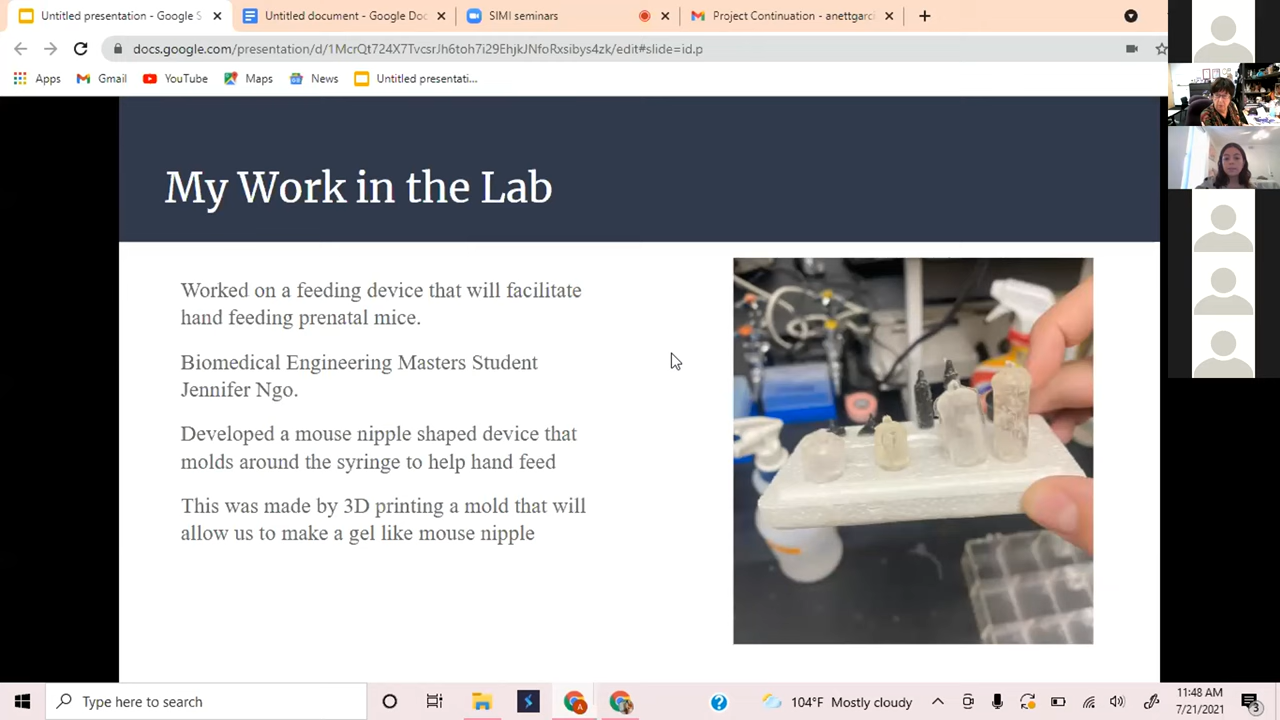 Untitled presentation - Google S
Untitled document - Google Doc
SIMI seminars
Project Continuation - anettgarc
docs.google.com/presentation/d/1McrQt724X7TvcsrJh6toh7i29EhjkJNfoRxsibys4zk/edit#slide=id.p
Apps
Gmail
YouTube
Maps
News
Untitled presentati...
My Work in the Lab
Worked on a feeding device that will facilitate
hand feeding prenatal mice.
Biomedical Engineering Masters Student
Jennifer Ngo.
Developed a mouse nipple shaped device that
molds around the syringe to help hand feed
This was made by 3D printing a mold that will
allow us to make a gel like mouse nipple
Type here to search
104°F Mostly cloudy
11:48 AM
7/21/2021
3